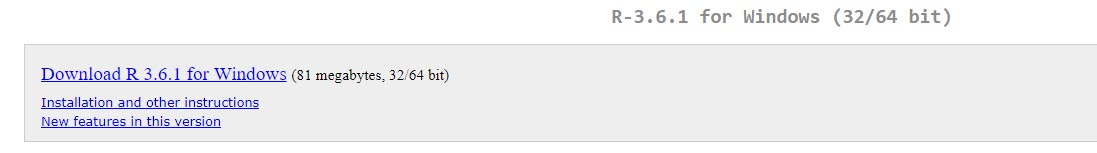 R-3.6.1 for Windows (32/64 bit)
Download R 3.6.1 for Windows (81 megabytes, 32/64 bit)
Installation and other instructions
New features in this version